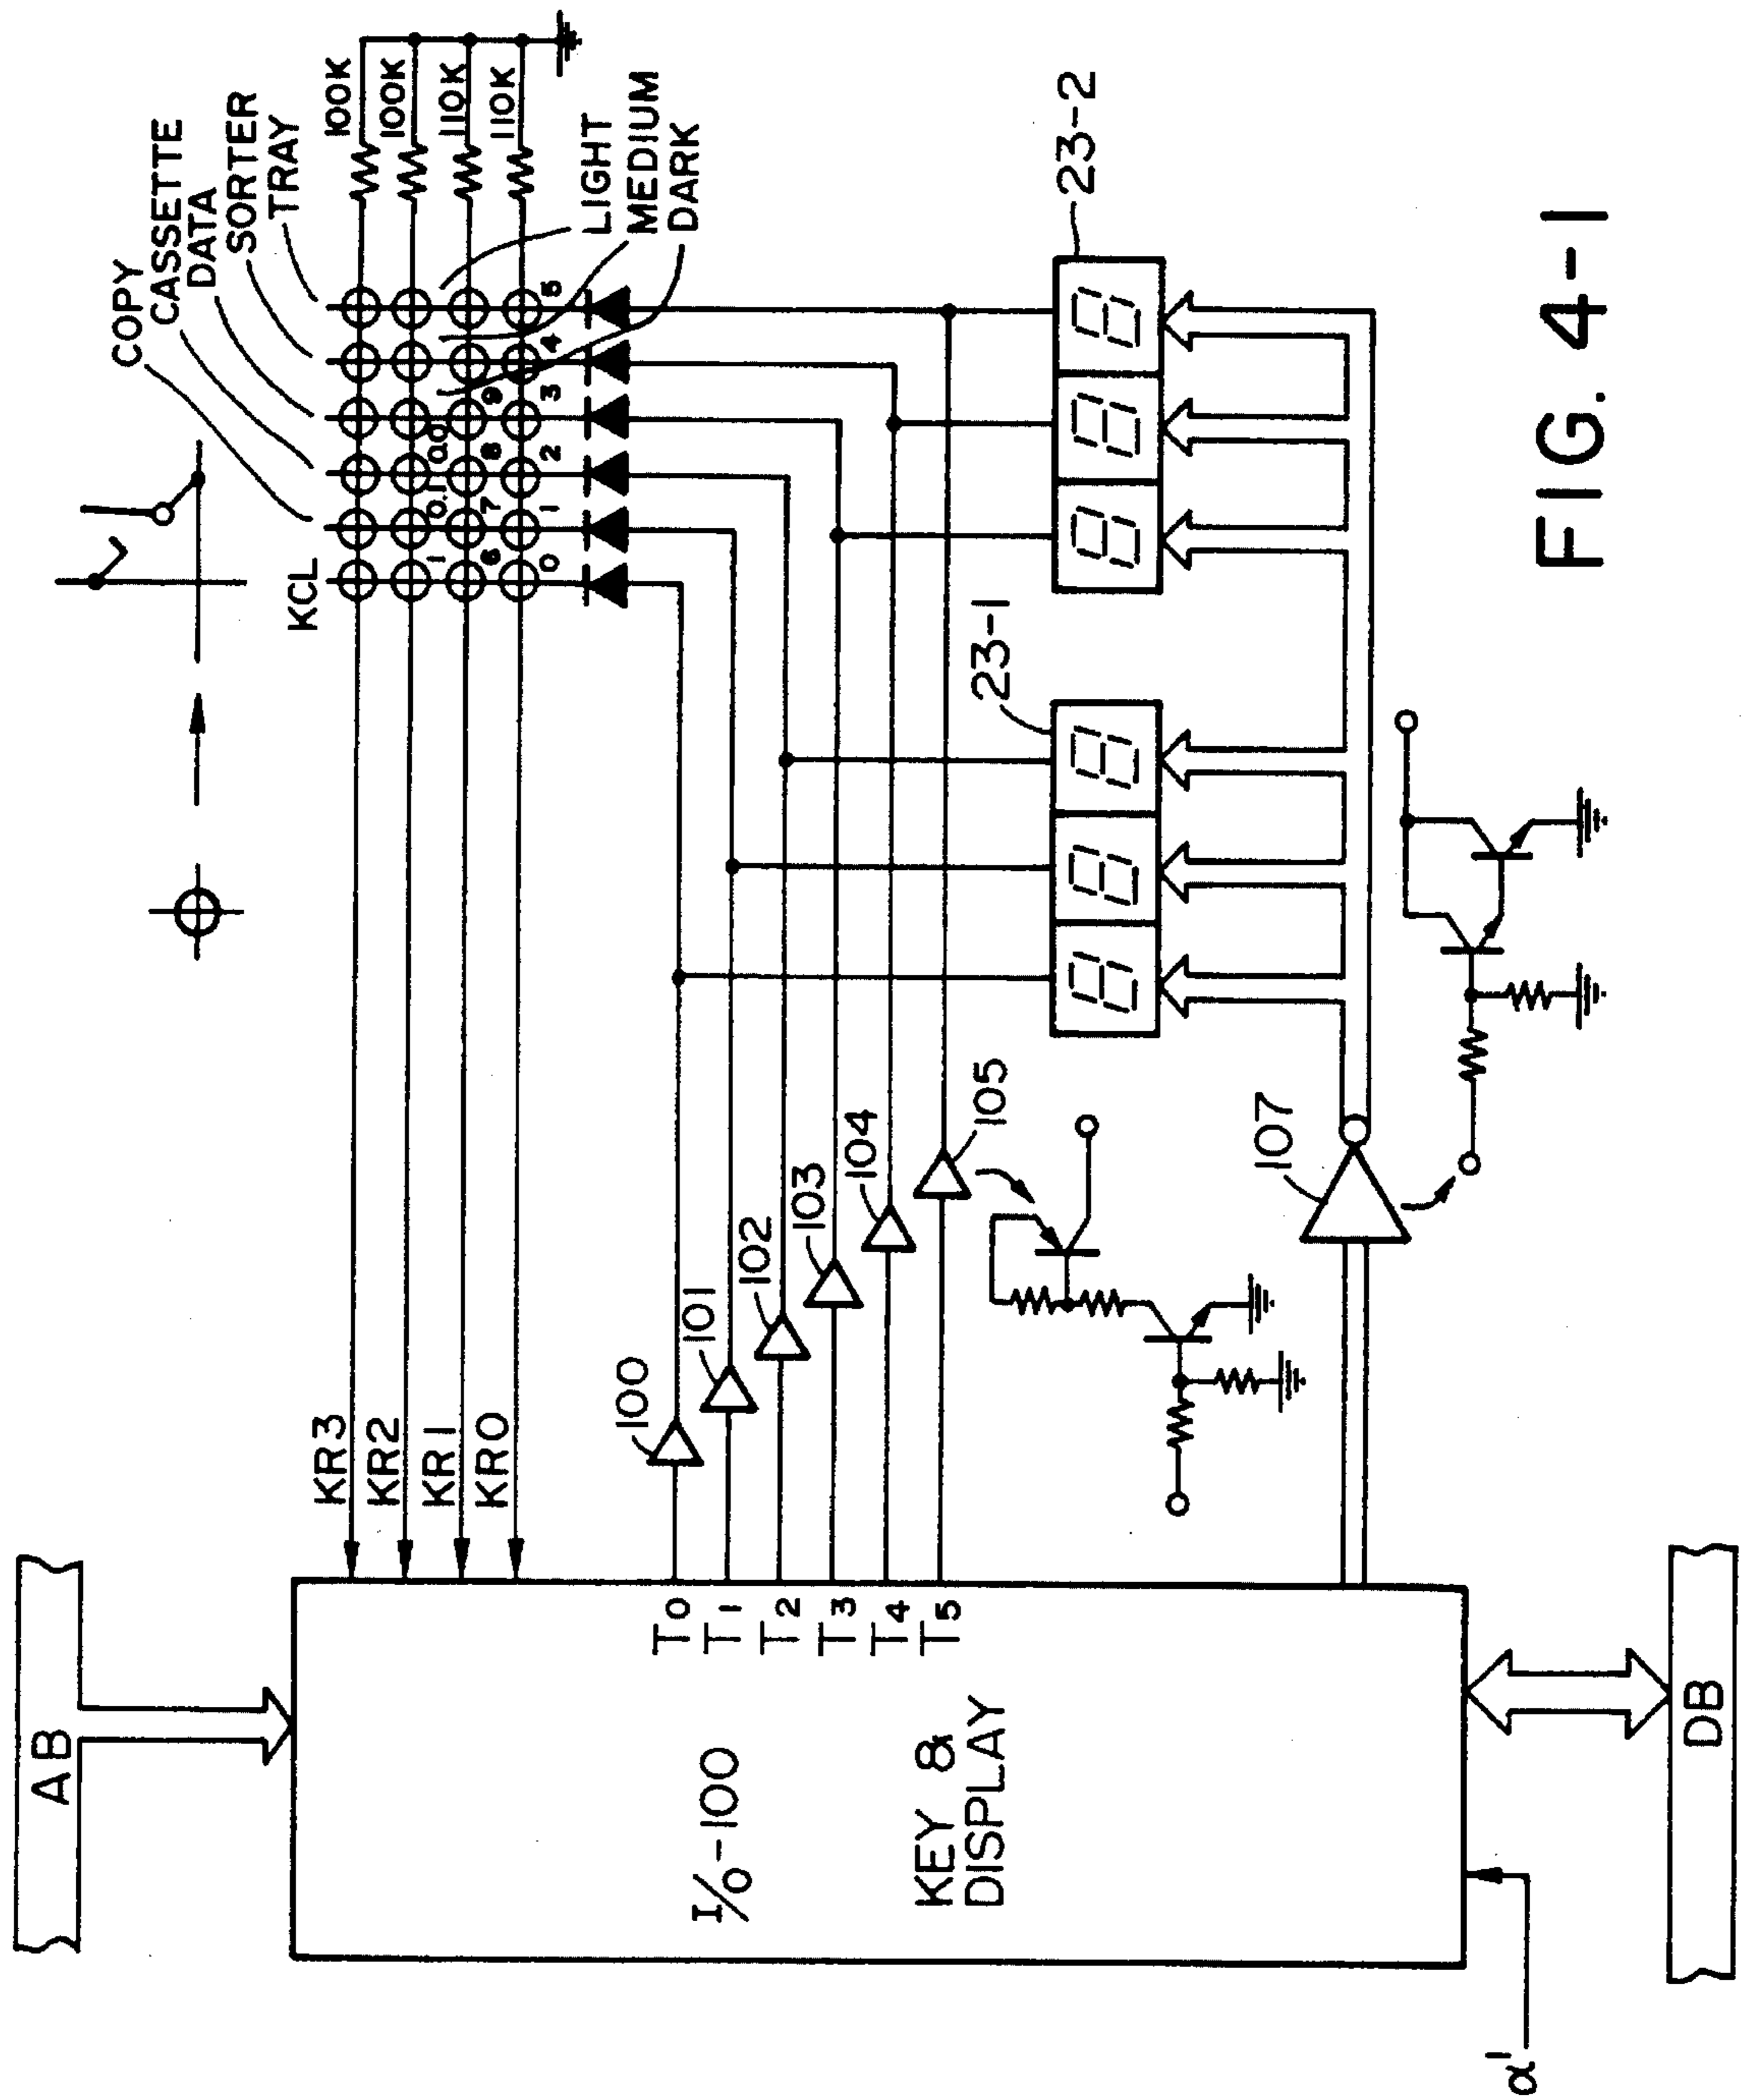 AB
I/O-100
KEY &
DISPLAY
α'
DB
KR3
KR2
KR1
KR0
T0
T1
T2
T3
T4
T5
100
101
102
103
104
105
107
KCL
COPY
CASSETTE
DATA
SORTER
TRAY
100K
100K
110K
110K
LIGHT
MEDIUM
DARK
1
0.1
0.01
6
7
8
9
0
1
2
3
4
5
23-1
23-2
FIG. 4-1